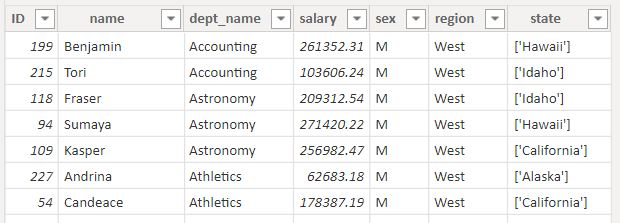 ID name dept_name salary sex region state
199 Benjamin Accounting 261352.31 M West ['Hawaii']
215 Tori Accounting 103606.24 M West ['Idaho']
118 Fraser Astronomy 209312.54 M West ['Idaho']
94 Sumaya Astronomy 271420.22 M West ['Hawaii']
109 Kasper Astronomy 256982.47 M West ['California']
227 Andrina Athletics 62683.18 M West ['Alaska']
54 Candeace Athletics 178387.19 M West ['California']